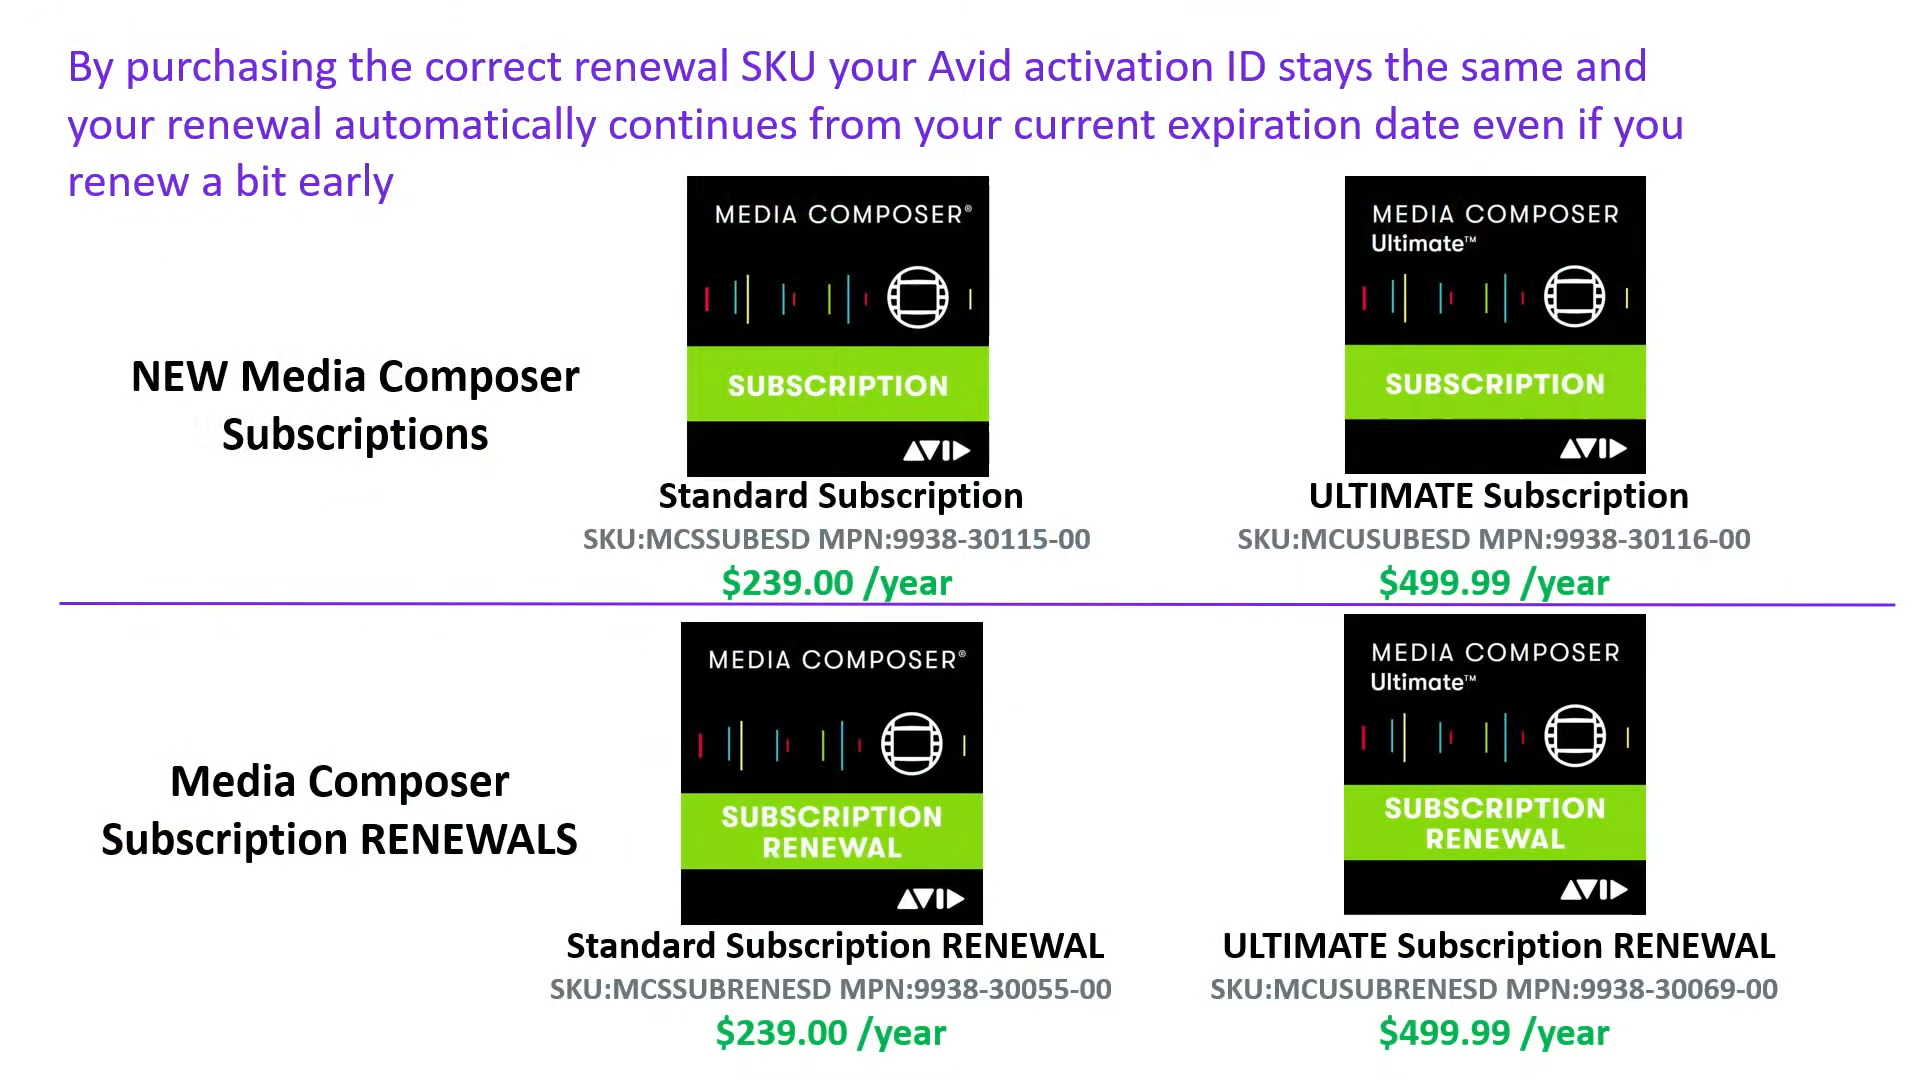 By purchasing the correct renewal SKU your Avid activation ID stays the same and
your renewal automatically continues from your current expiration date even if you
renew a bit early
NEW Media Composer
Subscriptions
MEDIA COMPOSER®
SUBSCRIPTION
AVID
Standard Subscription
SKU:MCSSUBESD MPN:9938-30115-00
$239.00 /year
MEDIA COMPOSER
Ultimate™
SUBSCRIPTION
AVID
ULTIMATE Subscription
SKU:MCUSUBESD MPN:9938-30116-00
$499.99 /year
Media Composer
Subscription RENEWALS
MEDIA COMPOSER®
SUBSCRIPTION
RENEWAL
AVID
Standard Subscription RENEWAL
SKU:MCSSUBRENESD MPN:9938-30055-00
$239.00 /year
MEDIA COMPOSER
Ultimate™
SUBSCRIPTION
RENEWAL
AVID
ULTIMATE Subscription RENEWAL
SKU:MCUSUBRENESD MPN:9938-30069-00
$499.99 /year